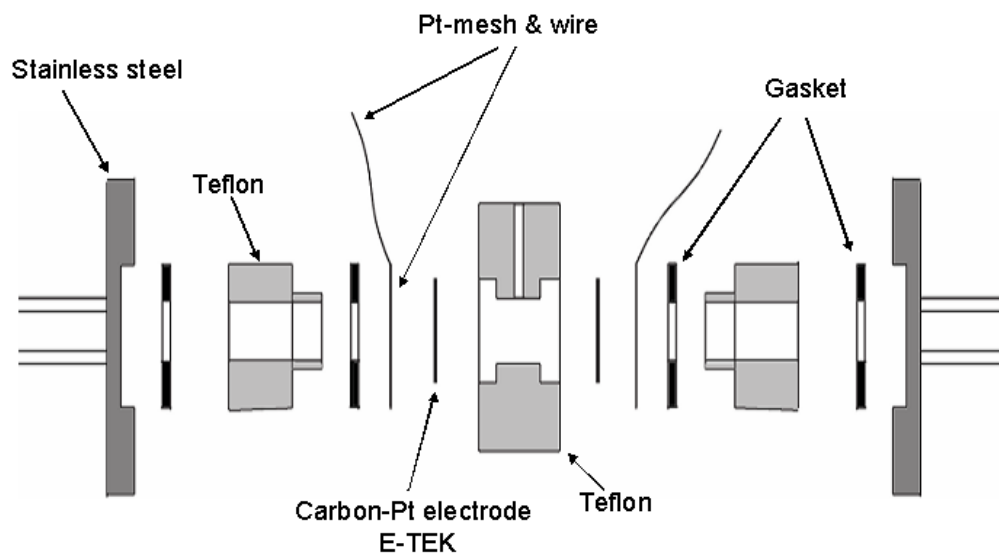 Pt-mesh & wire
Stainless steel
Gasket
Teflon
Carbon-Pt electrode
E-TEK
Teflon